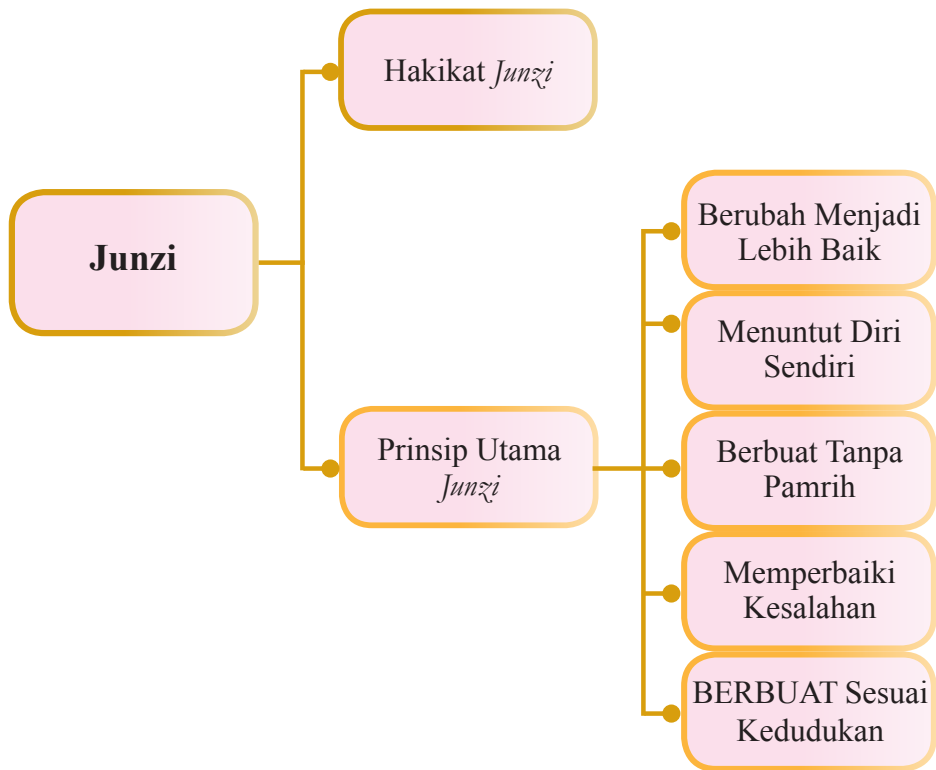 Junzi
Hakikat Junzi
Prinsip Utama
Junzi
Berubah Menjadi
Lebih Baik
Menuntut Diri
Sendiri
Berbuat Tanpa
Pamrih
Memperbaiki
Kesalahan
BERBUAT Sesuai
Kedudukan